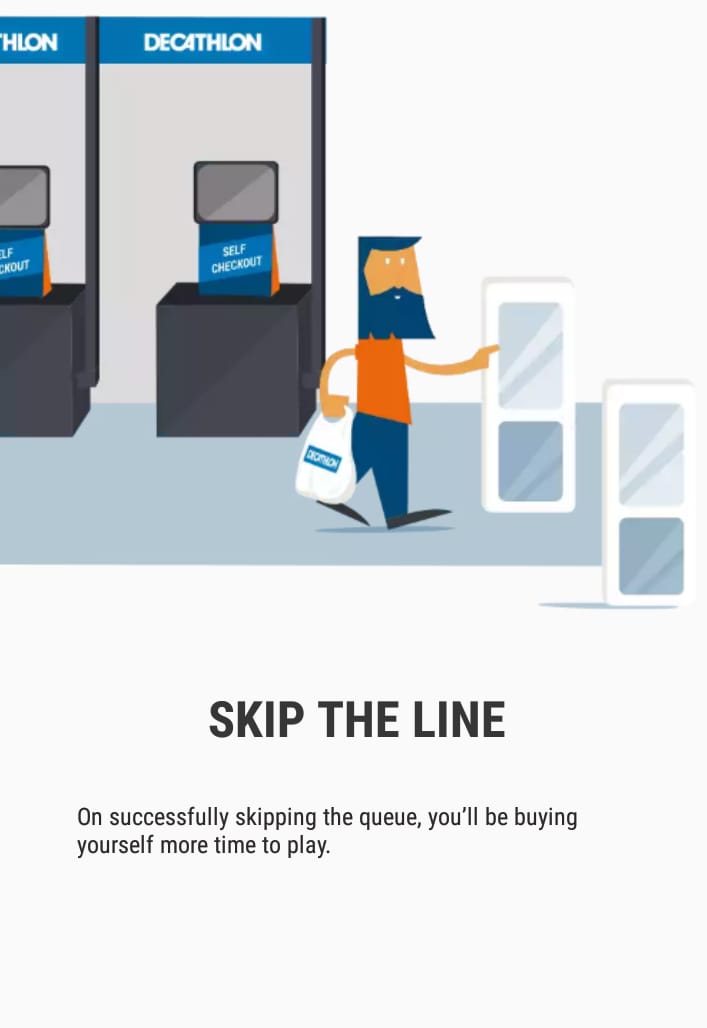 THLON
DECATHLON
SELF
CHECKOUT
ELF
CKOUT
DECATHLON
SKIP THE LINE
On successfully skipping the queue, you’ll be buying
yourself more time to play.